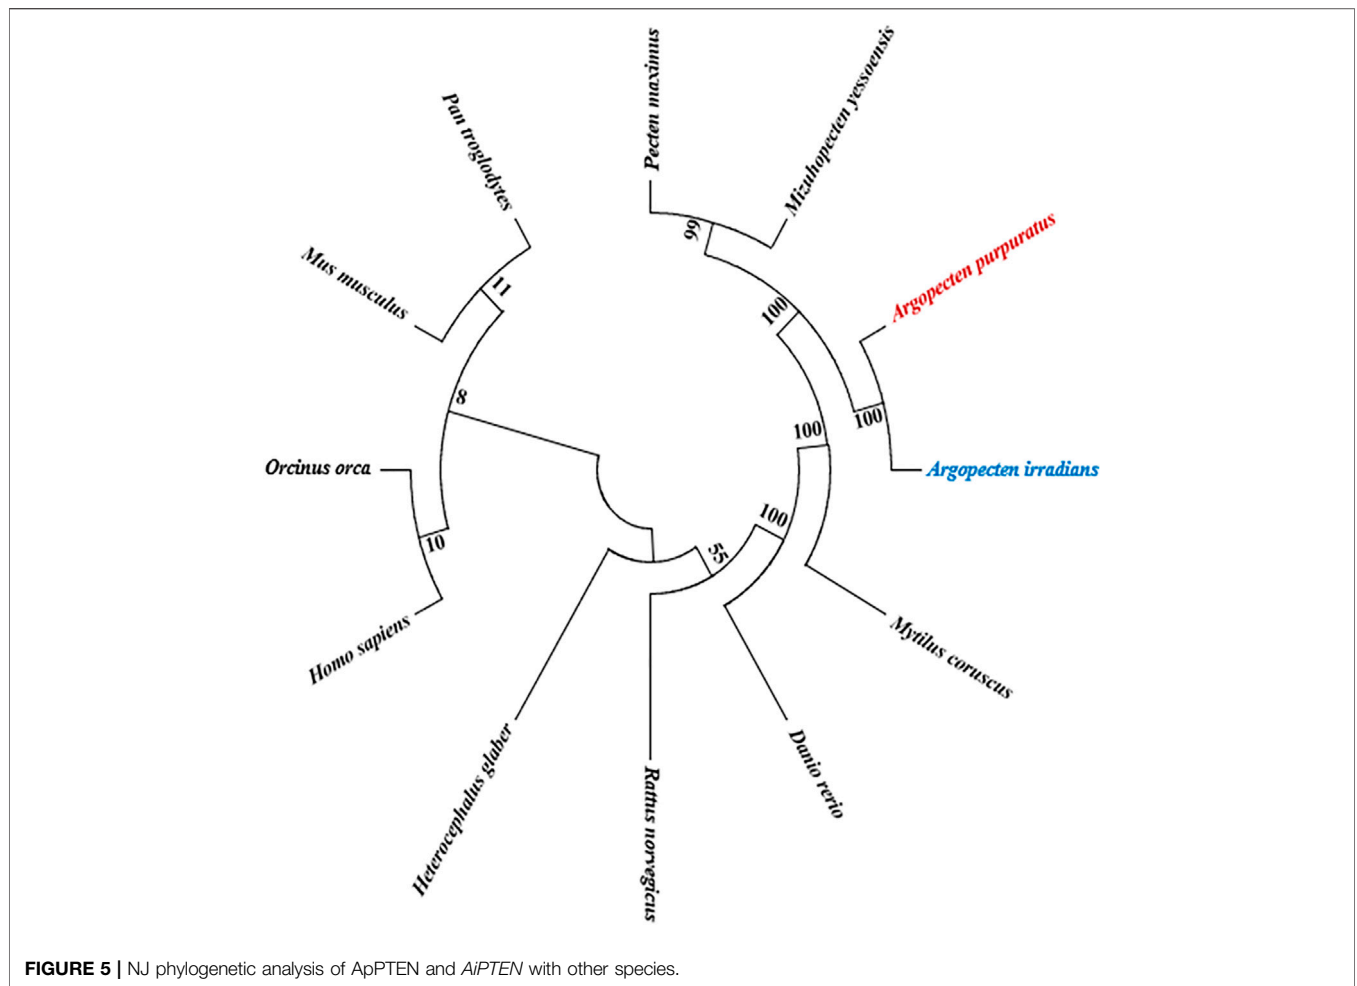 Pecten maximus
Mizuhopecten yessoensis
Pan troglodytes
Argopecten purpuratus
99
11
Mus musculus
100
8
100
100
Orcinus orca
Argopecten irradians
100
10
55
Homo sapiens
Mytilus coruscus
Heterocephalus glaber
Rattus norvegicus
Danio rerio
FIGURE 5 | NJ phylogenetic analysis of ApPTEN and AiPTEN with other species.